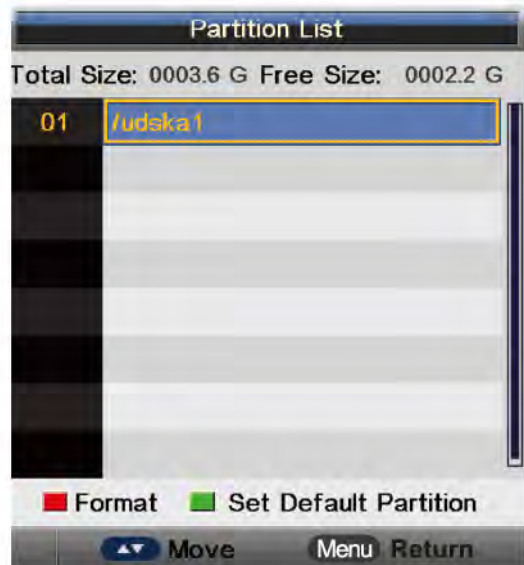 Partition List
Total Size: 0003.6 G Free Size: 0002.2 G
01 /udska1
Format Set Default Partition
Move Menu Return